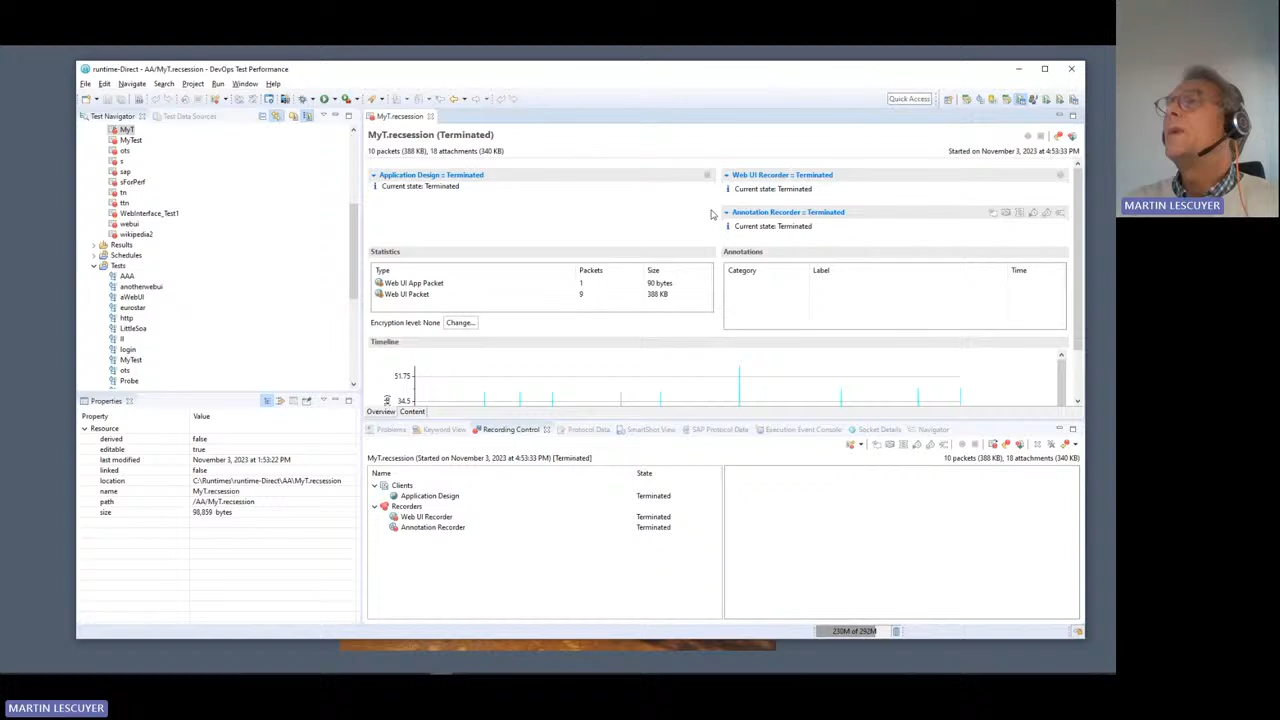 runtime-Direct - AA/MyT.recsession - DevOps Test Performance
File Edit Navigate Search Project Run Window Help
Quick Access
Test Navigator Test Data Sources
MyT
MyTest
ots
s
sap
sForPerf
tn
ttn
WebInterface_Test1
webui
wikipedia2
Results
Schedules
Tests
AAA
anotherwebui
aWebUI
eurostar
http
LittleSoa
ll
login
MyTest
ots
Probe
MyT.recsession
MyT.recsession (Terminated)
10 packets (388 KB), 18 attachments (340 KB) Started on November 3, 2023 at 4:53:33 PM
Application Design :: Terminated
Current state: Terminated
Web UI Recorder :: Terminated
Current state: Terminated
Annotation Recorder :: Terminated
Current state: Terminated
Statistics
Type Packets Size
Web UI App Packet 1 90 bytes
Web UI Packet 9 388 KB
Encryption level: None Change...
Annotations
Category Label Time
Timeline
51.75
34.5
Overview Content
Properties
Property Value
Resource
derived false
editable true
last modified November 3, 2023 at 1:53:22 PM
linked false
location C:\Runtimes\runtime-Direct\AA\MyT.recsession
name MyT.recsession
path /AA/MyT.recsession
size 98,859 bytes
Problems Keyword View Recording Control Protocol Data SmartShot View SAP Protocol Data Execution Event Console Socket Details Navigator
MyT.recsession (Started on November 3, 2023 at 4:53:33 PM) [Terminated] 10 packets (388 KB), 18 attachments (340 KB)
Name State
Clients
Application Design Terminated
Recorders
Web UI Recorder Terminated
Annotation Recorder Terminated
230M of 292M
MARTIN LESCUYER
MARTIN LESCUYER